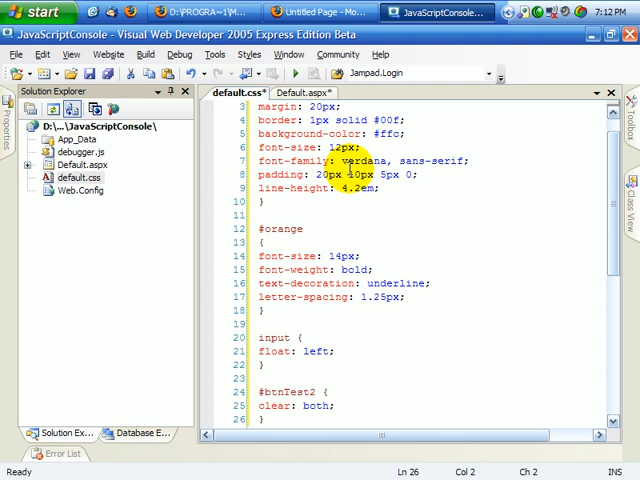 start
D:\PROGRA~1\M...
Untitled Page - Mo...
JavaScriptConsole...
7:12 PM
JavaScriptConsole - Visual Web Developer 2005 Express Edition Beta
File Edit View Website Build Debug Tools Styles Window Community Help
Jampad.Login
Solution Explorer
default.css* Default.aspx*
JavaScriptConsole
D:\...\JavaScriptConsole\
App_Data
debugger.js
Default.aspx
default.css
Web.Config
3 margin: 20px;
4 border: 1px solid #00f;
5 background-color: #ffc;
6 font-size: 12px;
7 font-family: verdana, sans-serif;
8 padding: 20px 10px 5px 0;
9 line-height: 4.2em;
10 }
11
12 #orange
13 {
14 font-size: 14px;
15 font-weight: bold;
16 text-decoration: underline;
17 letter-spacing: 1.25px;
18 }
19
20 input {
21 float: left;
22 }
23
24 #btnTest2 {
25 clear: both;
26 }
Properties
Toolbox
Solution Ex...
Database E...
Error List
Ready
Ln 26
Col 2
Ch 2
INS